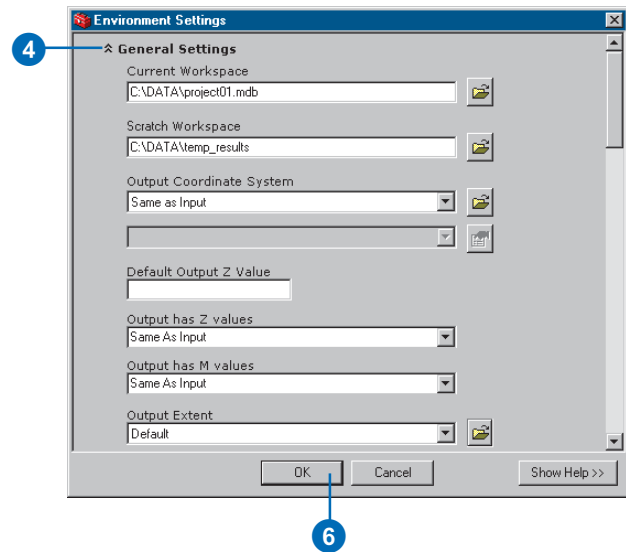 Environment Settings
4
General Settings
Current Workspace
C:\DATA\project01.mdb
Scratch Workspace
C:\DATA\temp_results
Output Coordinate System
Same as Input
Default Output Z Value
Output has Z values
Same As Input
Output has M values
Same As Input
Output Extent
Default
OK Cancel Show Help >>
6